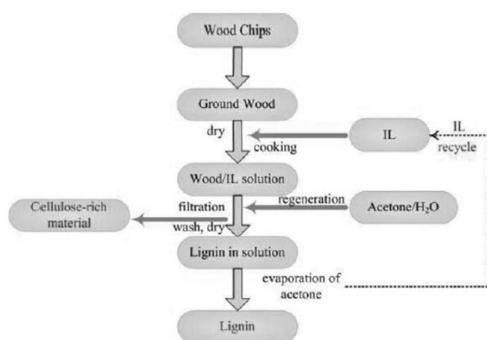 Wood Chips
Ground Wood
dry
cooking
IL
IL
recycle
Wood/IL solution
regeneration
Acetone/H₂O
filtration
wash, dry
Cellulose-rich
material
Lignin in solution
evaporation of
acetone
Lignin